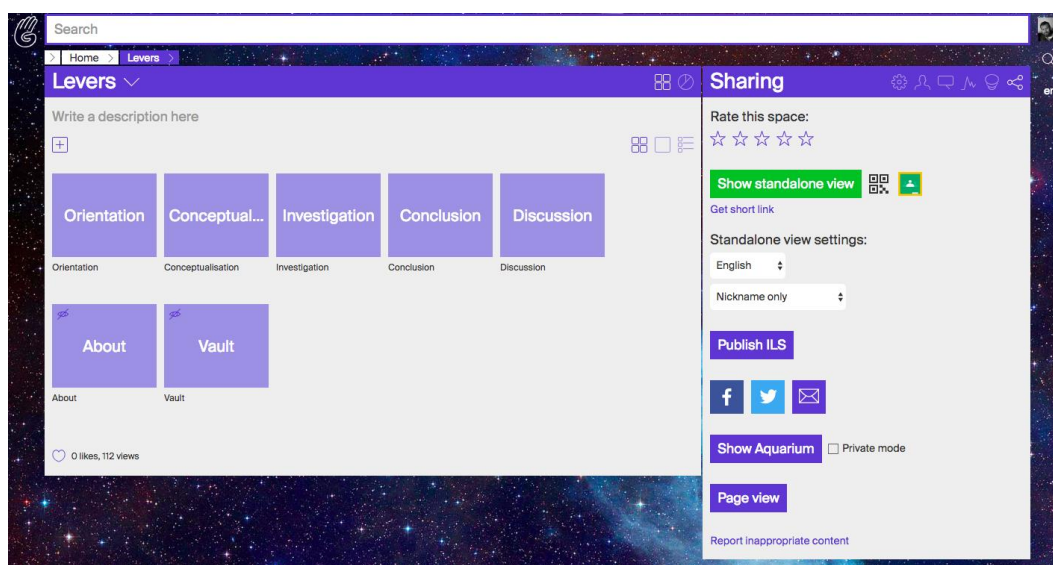 Search
Home
Levers
Levers
Write a description here
Orientation
Conceptual...
Investigation
Conclusion
Discussion
Orientation
Conceptualisation
Investigation
Conclusion
Discussion
About
Vault
About
Vault
0 likes, 112 views
Sharing
Rate this space:
Show standalone view
Get short link
Standalone view settings:
English
Nickname only
Publish ILS
Show Aquarium
Private mode
Page view
Report inappropriate content